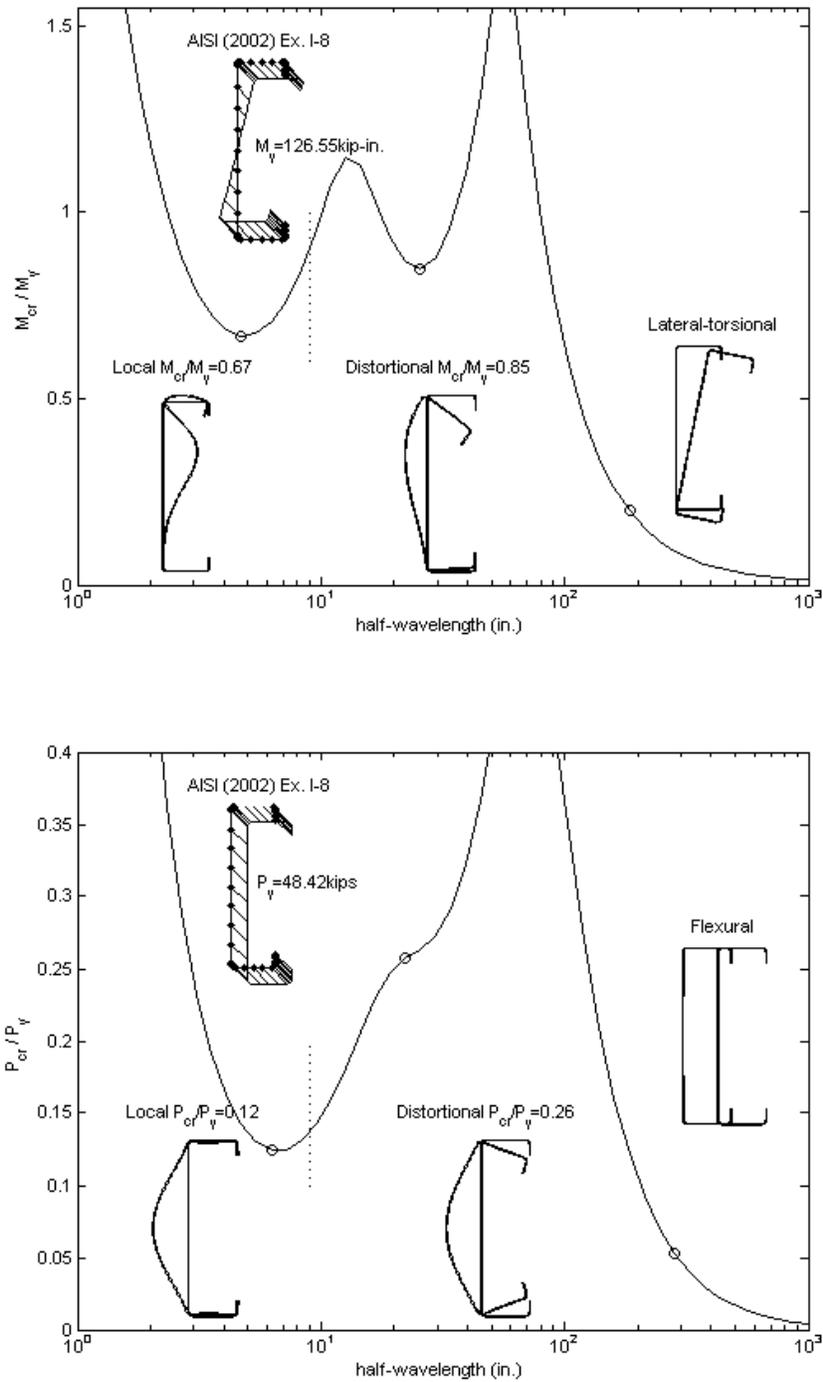 1.5
AISI (2002) Ex. I-8
M_y=126.55kip-in.
1
M_cr / M_y
Lateral-torsional
Local M_cr/M_y=0.67
Distortional M_cr/M_y=0.85
0.5
0
10^0
10^1
10^2
10^3
half-wavelength (in.)
0.4
AISI (2002) Ex. I-8
0.35
P_y=48.42kips
0.3
Flexural
0.25
P_cr / P_y
0.2
Local P_cr/P_y=0.12
Distortional P_cr/P_y=0.26
0.15
0.1
0.05
0
10^0
10^1
10^2
10^3
half-wavelength (in.)